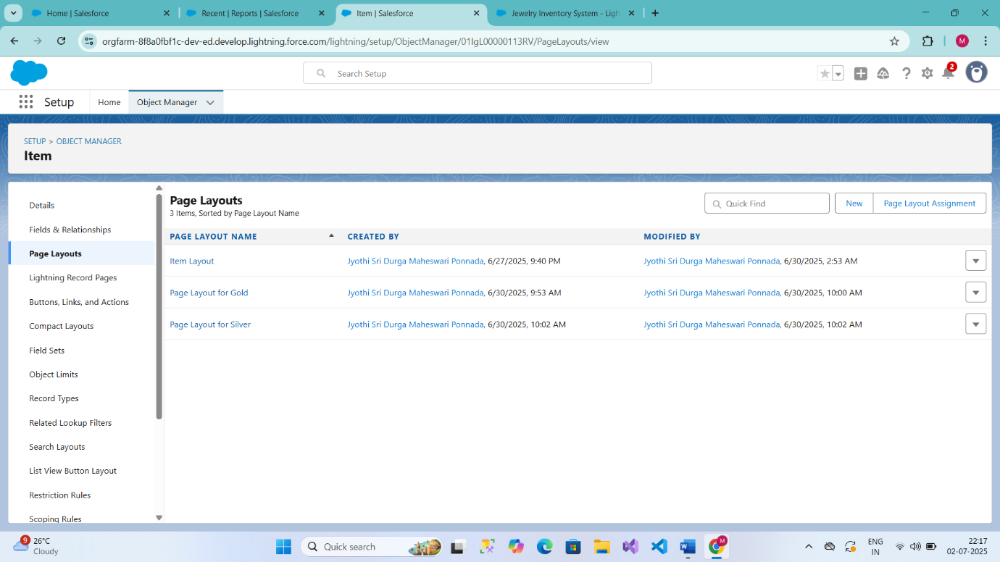 Home | Salesforce
Recent | Reports | Salesforce
Item | Salesforce
Jewelry Inventory System - Ligh
orgfarm-8f8a0fbf1c-dev-ed.develop.lightning.force.com/lightning/setup/ObjectManager/01IgL00000113RV/PageLayouts/view
M
Search Setup
2
Setup
Home
Object Manager
SETUP > OBJECT MANAGER
Item
Details
Fields & Relationships
Page Layouts
Lightning Record Pages
Buttons, Links, and Actions
Compact Layouts
Field Sets
Object Limits
Record Types
Related Lookup Filters
Search Layouts
List View Button Layout
Restriction Rules
Scoping Rules
Page Layouts
3 Items, Sorted by Page Layout Name
Quick Find
New
Page Layout Assignment
PAGE LAYOUT NAME CREATED BY MODIFIED BY
Item Layout Jyothi Sri Durga Maheswari Ponnada, 6/27/2025, 9:40 PM Jyothi Sri Durga Maheswari Ponnada, 6/30/2025, 2:53 AM
Page Layout for Gold Jyothi Sri Durga Maheswari Ponnada, 6/30/2025, 9:53 AM Jyothi Sri Durga Maheswari Ponnada, 6/30/2025, 10:00 AM
Page Layout for Silver Jyothi Sri Durga Maheswari Ponnada, 6/30/2025, 10:02 AM Jyothi Sri Durga Maheswari Ponnada, 6/30/2025, 10:02 AM
9
26°C
Cloudy
Quick search
M
ENG
IN
22:17
02-07-2025